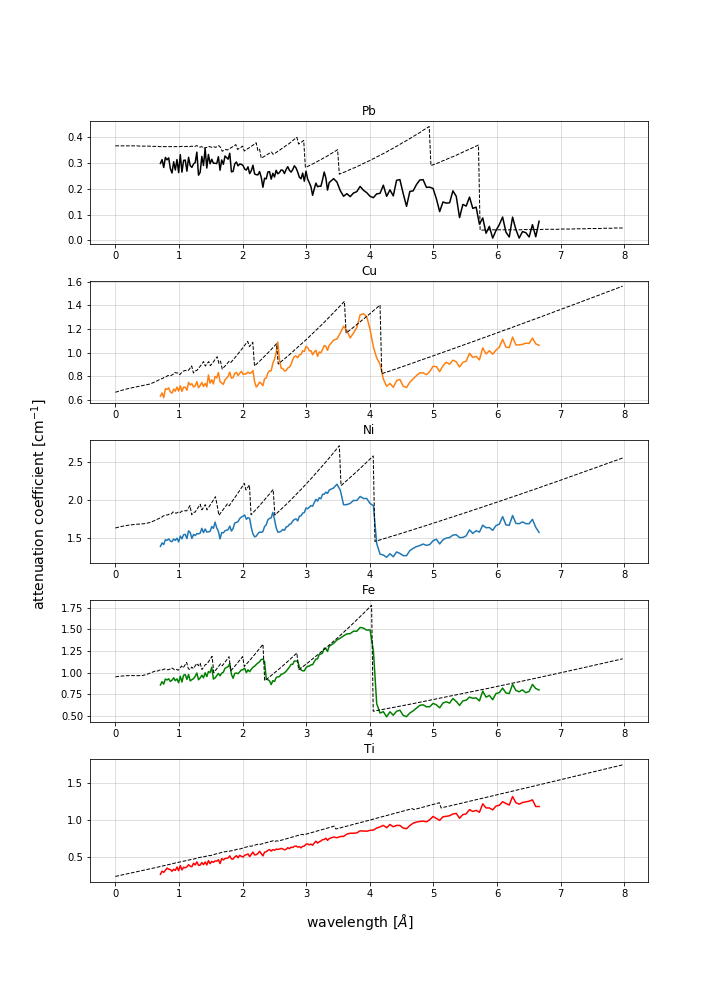 Pb
0.4
0.3
0.2
0.1
0.0
0 1 2 3 4 5 6 7 8
Cu
1.6
1.4
1.2
1.0
0.8
0.6
0 1 2 3 4 5 6 7 8
Ni
2.5
2.0
1.5
0 1 2 3 4 5 6 7 8
Fe
1.75
1.50
1.25
1.00
0.75
0.50
0 1 2 3 4 5 6 7 8
Ti
1.5
1.0
0.5
0 1 2 3 4 5 6 7 8
attenuation coefficient [cm⁻¹]
wavelength [Å]